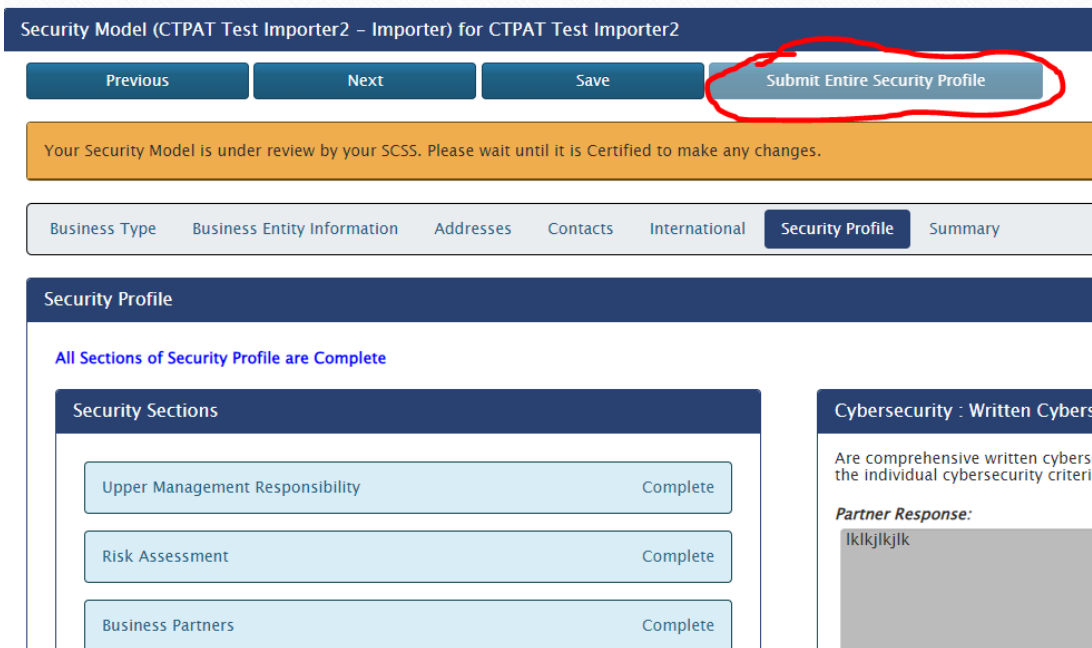 Security Model (CTPAT Test Importer2 – Importer) for CTPAT Test Importer2
Previous Next Save Submit Entire Security Profile
Your Security Model is under review by your SCSS. Please wait until it is Certified to make any changes.
Business Type Business Entity Information Addresses Contacts International Security Profile Summary
Security Profile
All Sections of Security Profile are Complete
Security Sections
Upper Management Responsibility Complete
Risk Assessment Complete
Business Partners Complete
Cybersecurity : Written Cybers
Are comprehensive written cybers
the individual cybersecurity criteri
Partner Response:
lklkjlkjlk